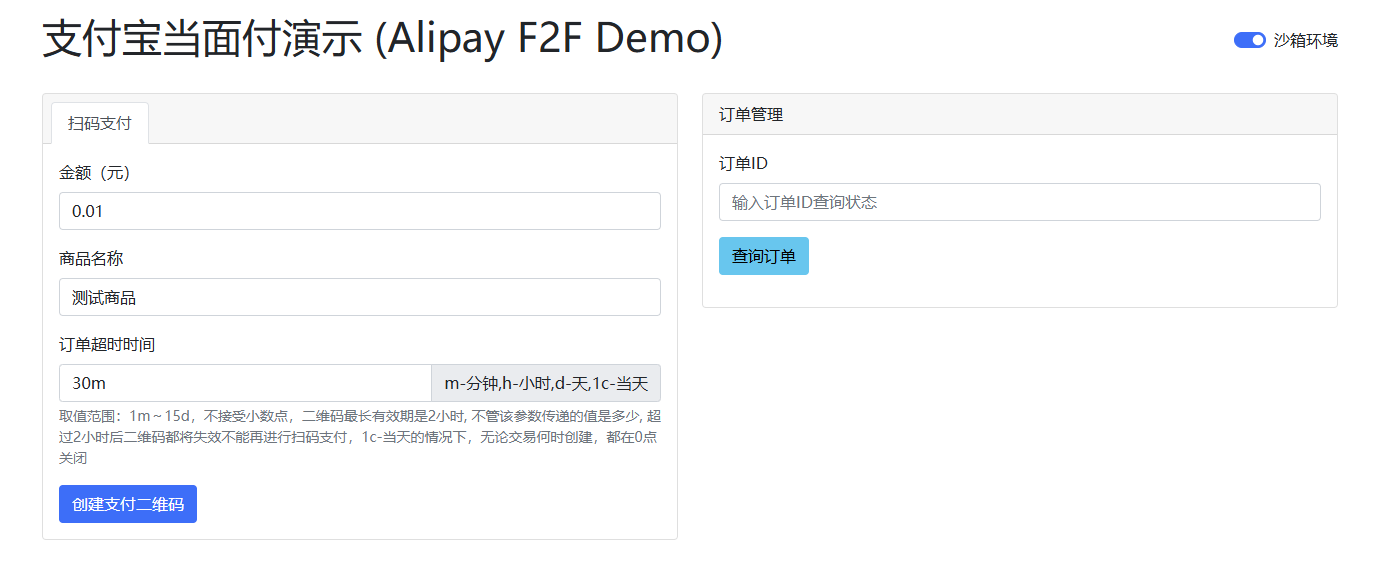 支付宝当面付演示 (Alipay F2F Demo)
沙箱环境
扫码支付
金额（元）
0.01
商品名称
测试商品
订单超时时间
30m
m-分钟,h-小时,d-天,1c-当天
取值范围：1m～15d，不接受小数点，二维码最长有效期是2小时, 不管该参数传递的值是多少, 超
过2小时后二维码都将失效不能再进行扫码支付，1c-当天的情况下，无论交易何时创建，都在0点
关闭
创建支付二维码
订单管理
订单ID
输入订单ID查询状态
查询订单